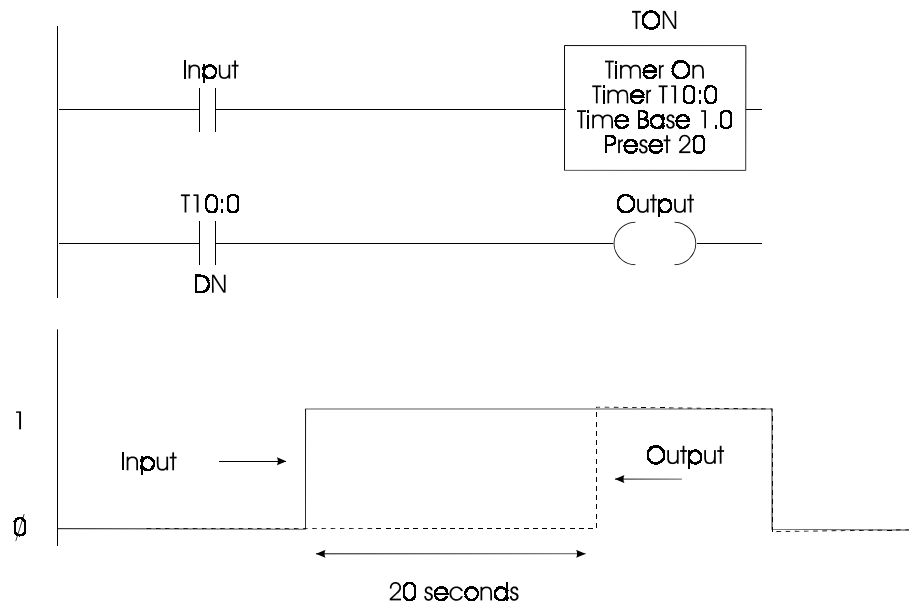 TON
Input
Timer On
Timer T10:0
Time Base 1.0
Preset 20
T10:0
Output
DN
1
Input
Output
0
20 seconds